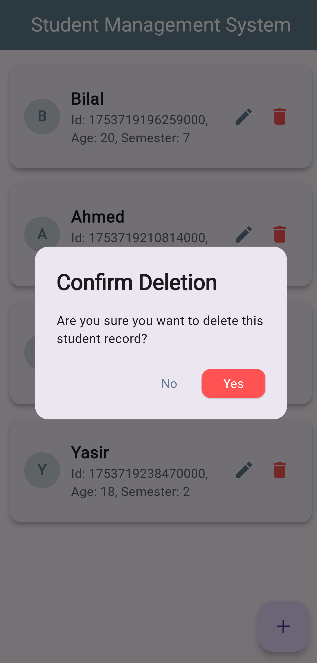 Student Management System
B
Bilal
Id: 1753719196259000,
Age: 20, Semester: 7
A
Ahmed
Id: 1753719210814000,
Confirm Deletion
Are you sure you want to delete this
student record?
No
Yes
Y
Yasir
Id: 1753719238470000,
Age: 18, Semester: 2
+